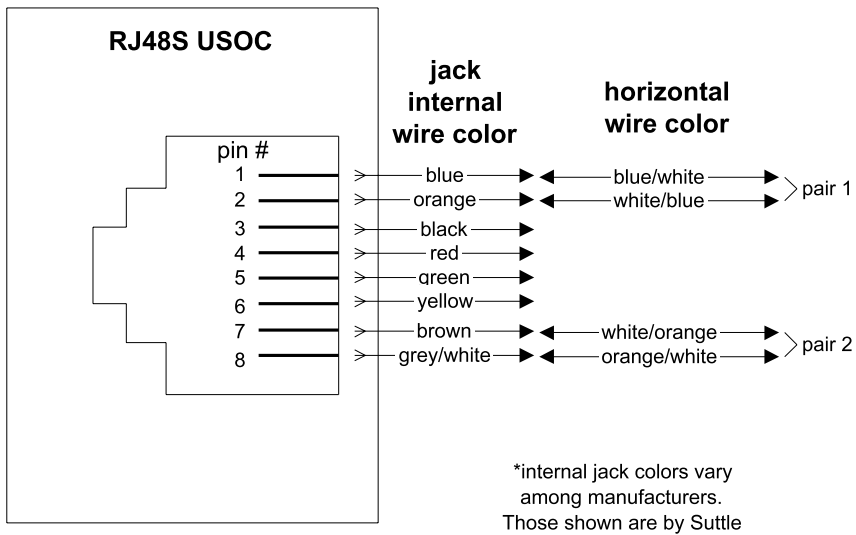 RJ48S USOC
jack
internal
wire color
horizontal
wire color
pin #
1 blue blue/white
2 orange white/blue
pair 1
3 black
4 red
5 green
6 yellow
7 brown white/orange
8 grey/white orange/white
pair 2
*internal jack colors vary
among manufacturers.
Those shown are by Suttle